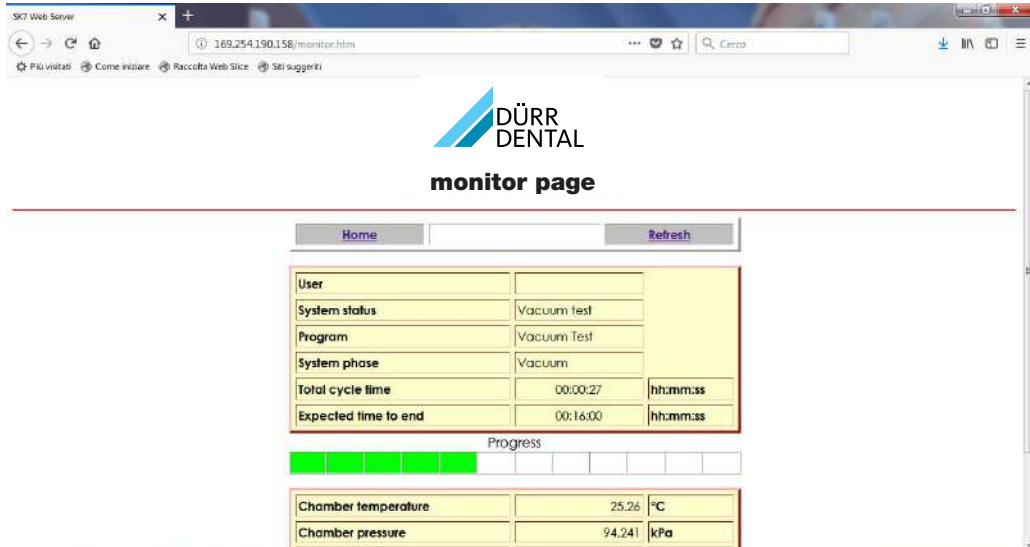 SK7 Web Server
169.254.190.158/monitor.htm
Cerca
Più visitati Come iniziare Raccolta Web Slice Siti suggeriti
DÜRR
DENTAL
monitor page
Home Refresh
User
System status Vacuum test
Program Vacuum Test
System phase Vacuum
Total cycle time 00:00:27 hh:mm:ss
Expected time to end 00:16:00 hh:mm:ss
Progress
Chamber temperature 25.26 °C
Chamber pressure 94.241 kPa